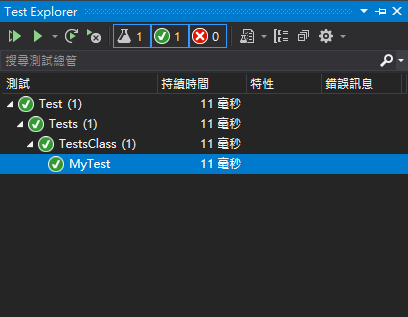 Test Explorer
1 1 0
搜尋測試總管
測試 持續時間 特性 錯誤訊息
Test (1) 11 毫秒
Tests (1) 11 毫秒
TestsClass (1) 11 毫秒
MyTest 11 毫秒